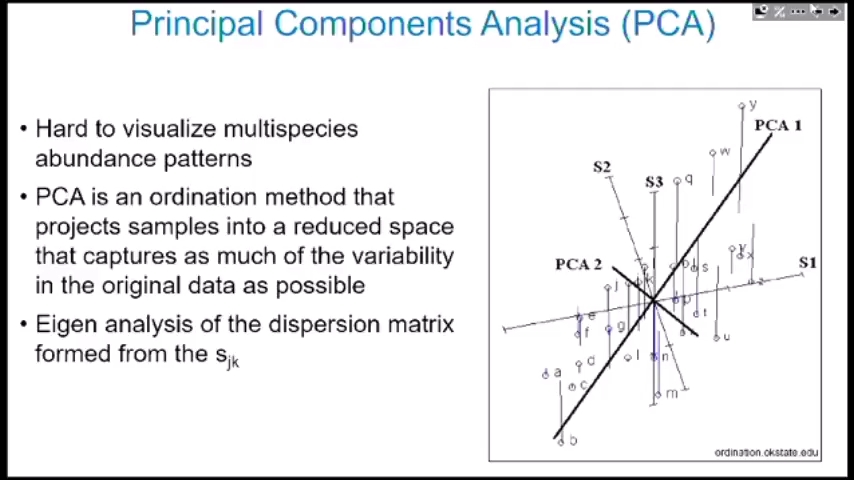 Principal Components Analysis (PCA)
• Hard to visualize multispecies
abundance patterns
• PCA is an ordination method that
projects samples into a reduced space
that captures as much of the variability
in the original data as possible
• Eigen analysis of the dispersion matrix
formed from the sjk
y
PCA 1
w
S2
S3
q
PCA 2
s
x
S1
z
j
k
p
e
f
g
t
u
l
n
d
a
c
m
b
ordination.okstate.edu